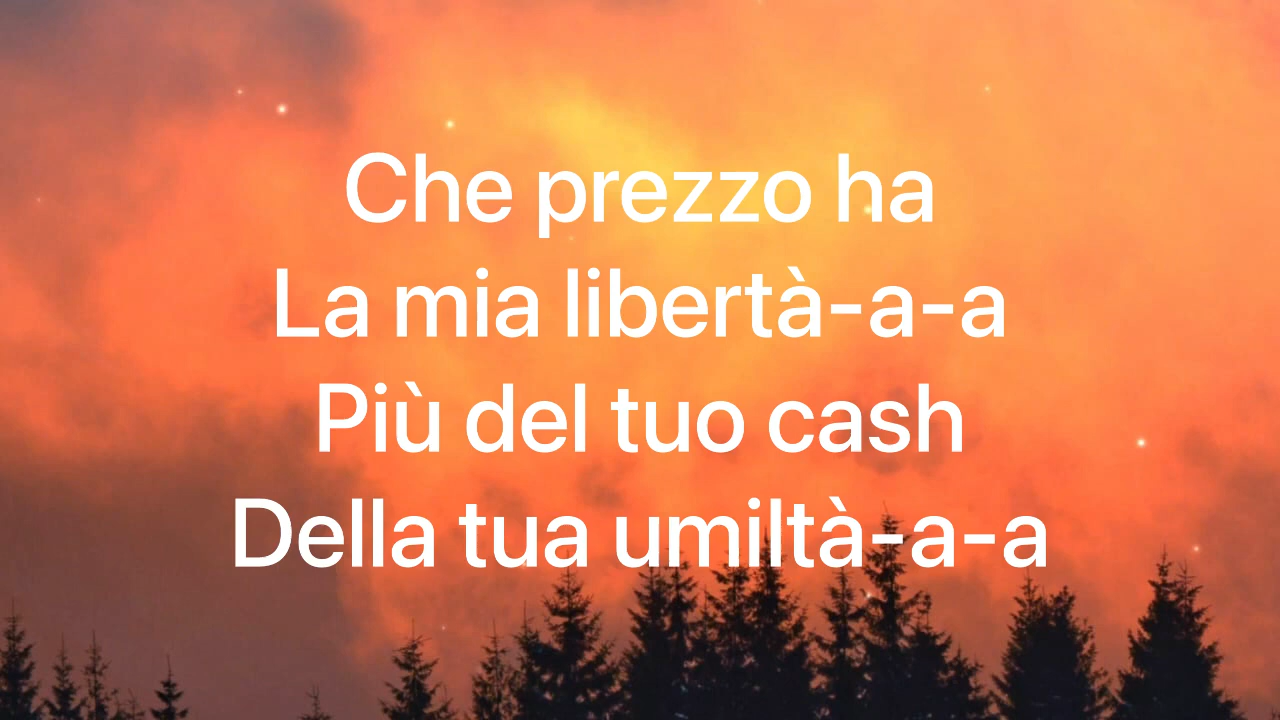 Che prezzo ha
La mia libertà-a-a
Più del tuo cash
Della tua umiltà-a-a